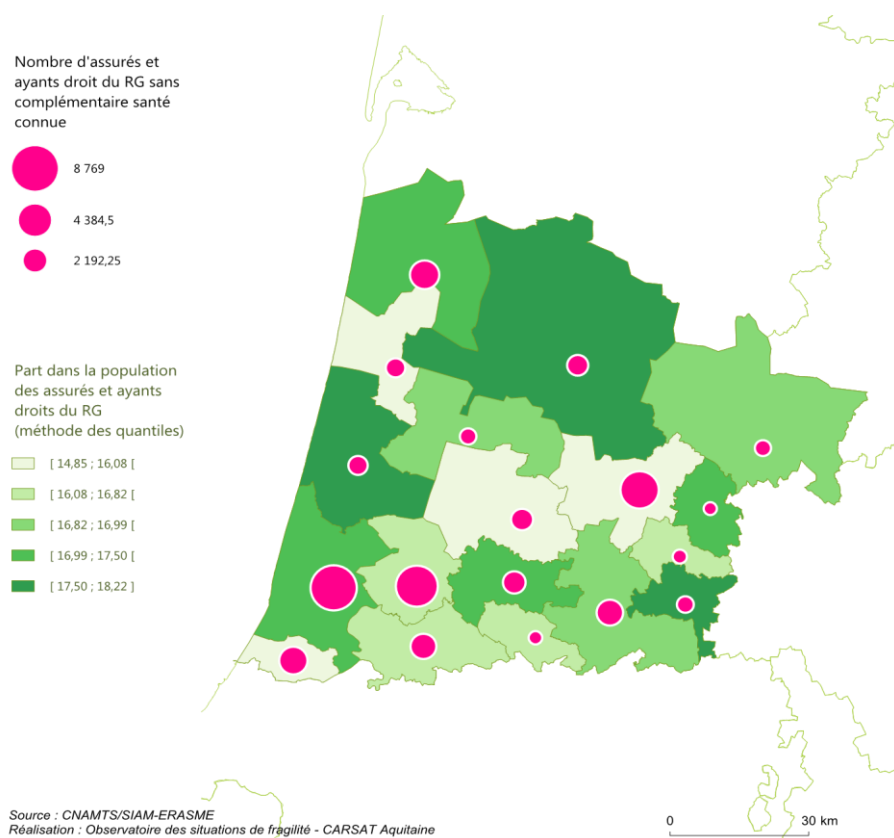 Nombre d'assurés et
ayants droit du RG sans
complémentaire santé
connue
8 769
4 384,5
2 192,25
Part dans la population
des assurés et ayants
droits du RG
(méthode des quantiles)
[ 14,85 ; 16,08 [
[ 16,08 ; 16,82 [
[ 16,82 ; 16,99 [
[ 16,99 ; 17,50 [
[ 17,50 ; 18,22 ]
Source : CNAMTS/SIAM-ERASME
Réalisation : Observatoire des situations de fragilité - CARSAT Aquitaine
0 30 km